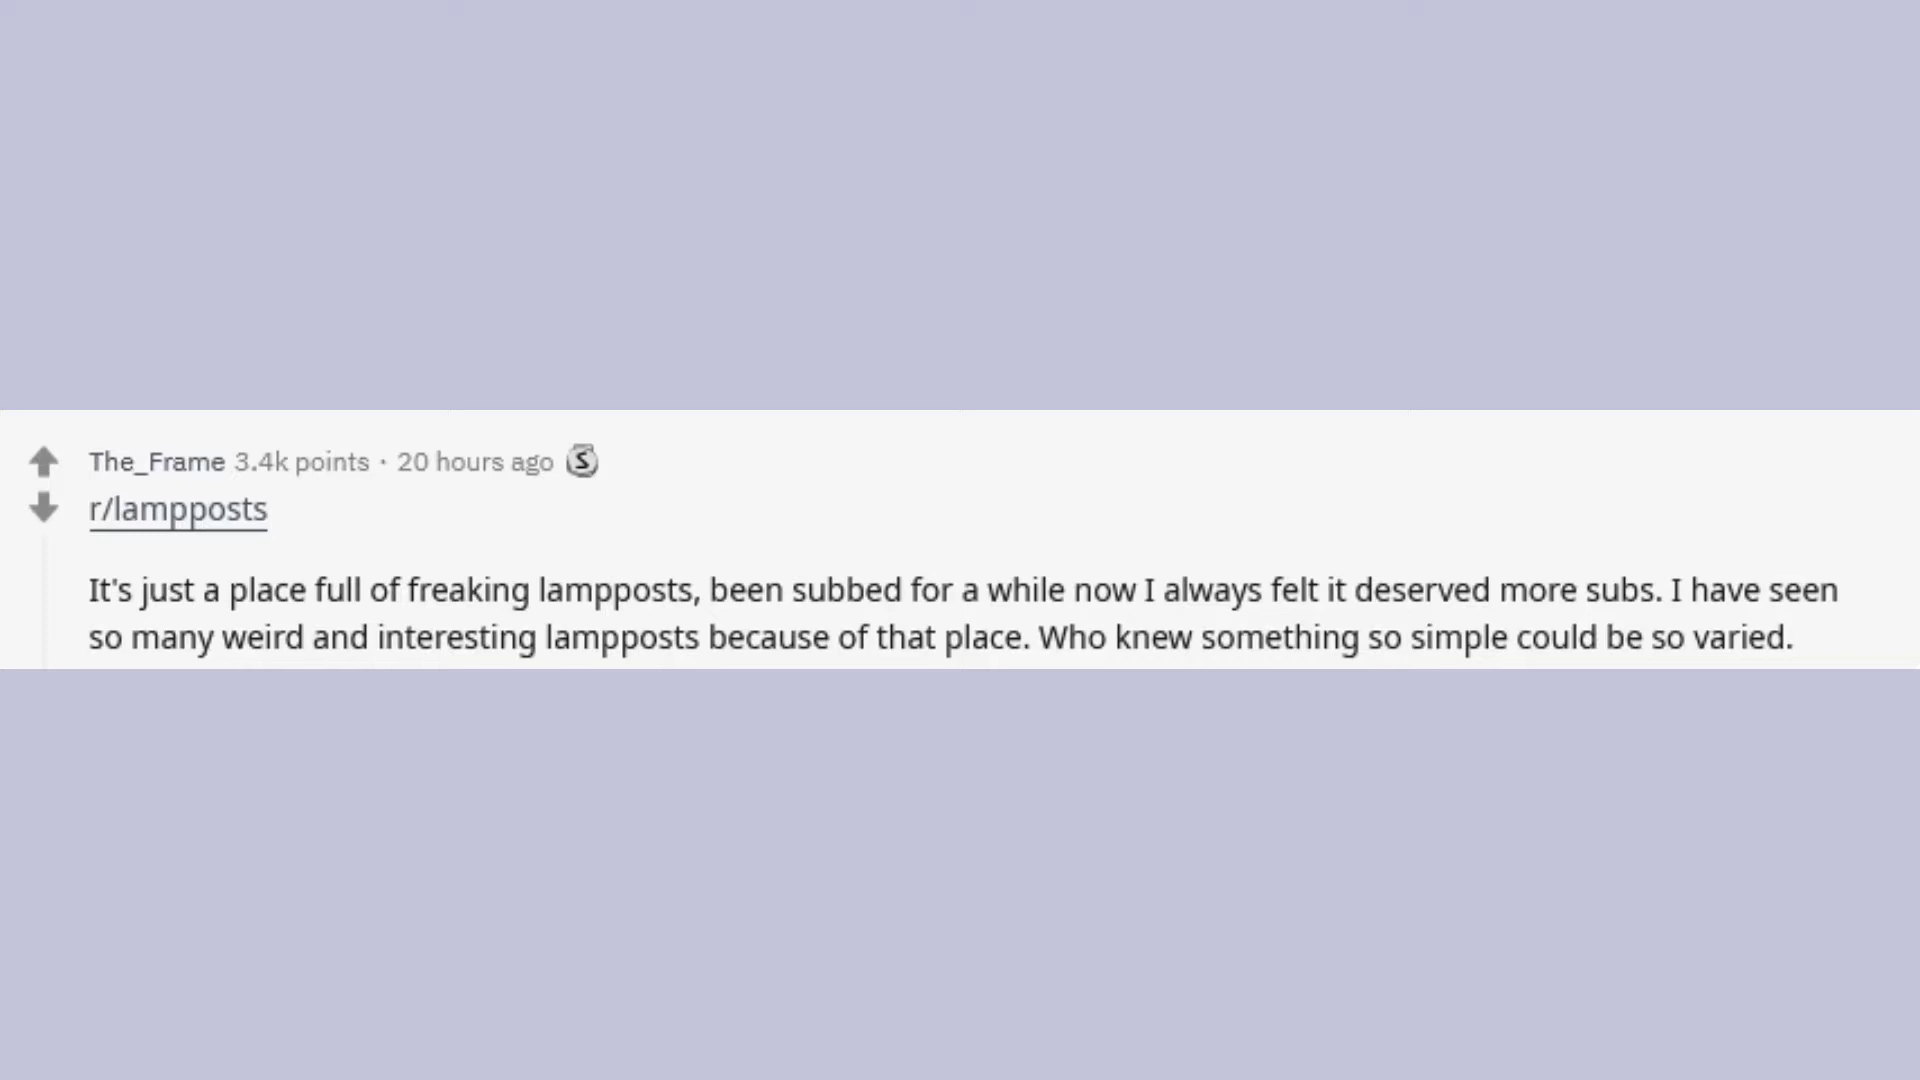 The_Frame 3.4k points · 20 hours ago S
r/lampposts
It's just a place full of freaking lampposts, been subbed for a while now I always felt it deserved more subs. I have seen
so many weird and interesting lampposts because of that place. Who knew something so simple could be so varied.